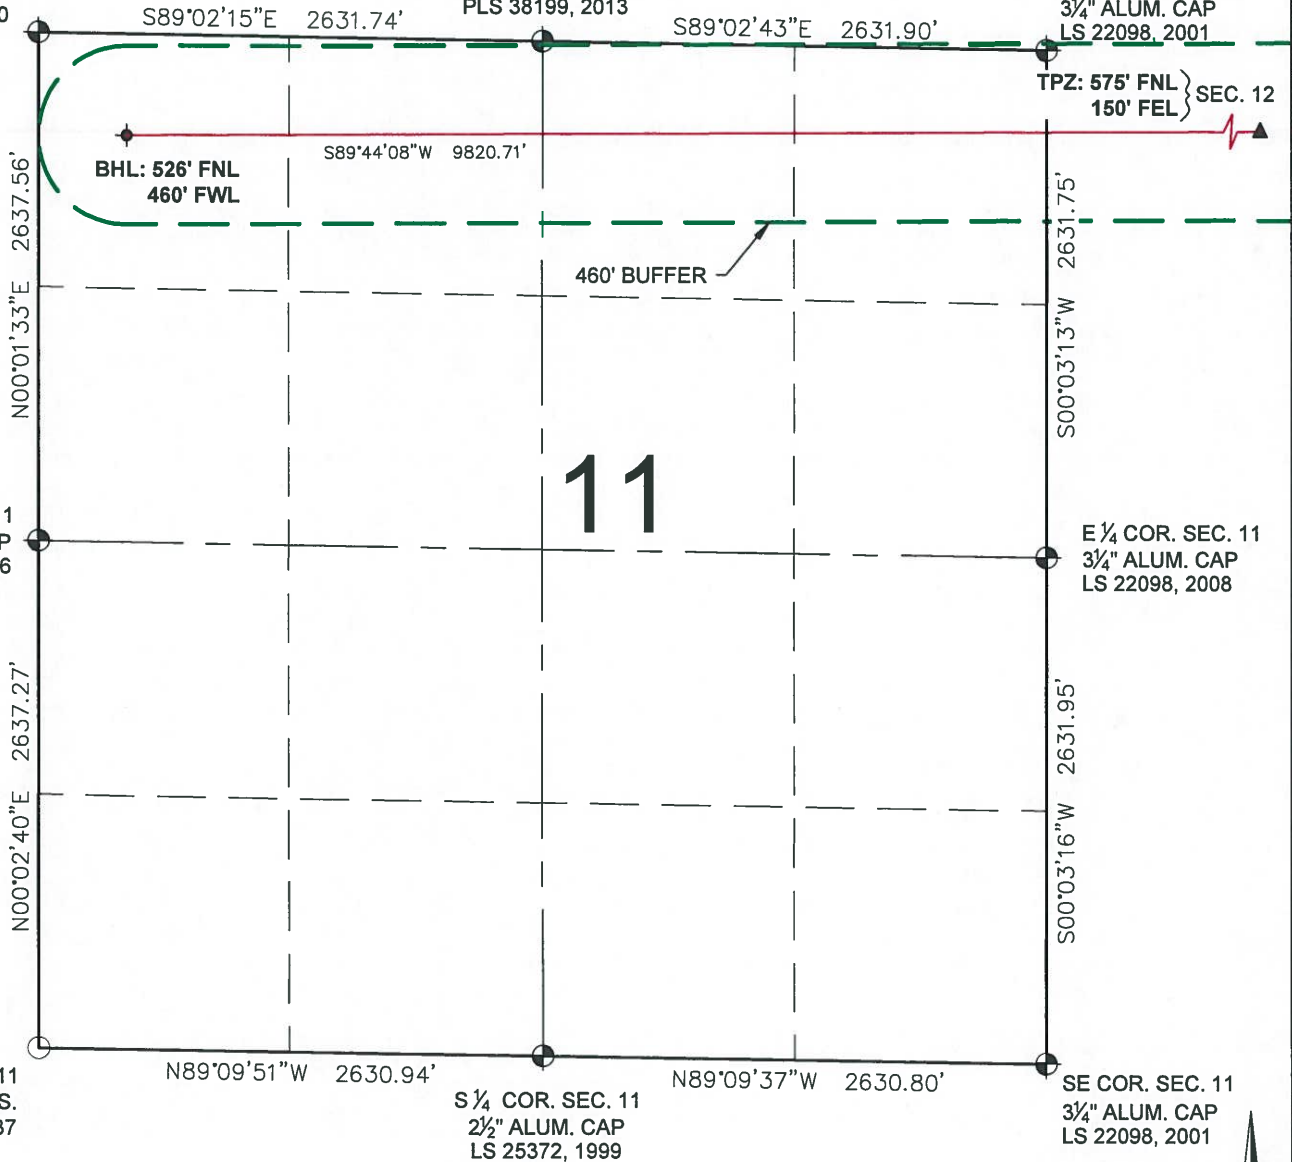 0
S89°02'15"E 2631.74'
PLS 38199, 2013
S89°02'43"E 2631.90'
3¼" ALUM. CAP
LS 22098, 2001
TPZ: 575' FNL
150' FEL
SEC. 12
S89°44'08"W 9820.71'
BHL: 526' FNL
460' FWL
N00°01'33"E 2637.56'
S00°03'13"W 2631.75'
460' BUFFER
11
1
P
6
E ¼ COR. SEC. 11
3¼" ALUM. CAP
LS 22098, 2008
N00°02'40"E 2637.27'
S00°03'16"W 2631.95'
N89°09'51"W 2630.94'
N89°09'37"W 2630.80'
11
S.
37
S ¼ COR. SEC. 11
2½" ALUM. CAP
LS 25372, 1999
SE COR. SEC. 11
3¼" ALUM. CAP
LS 22098, 2001